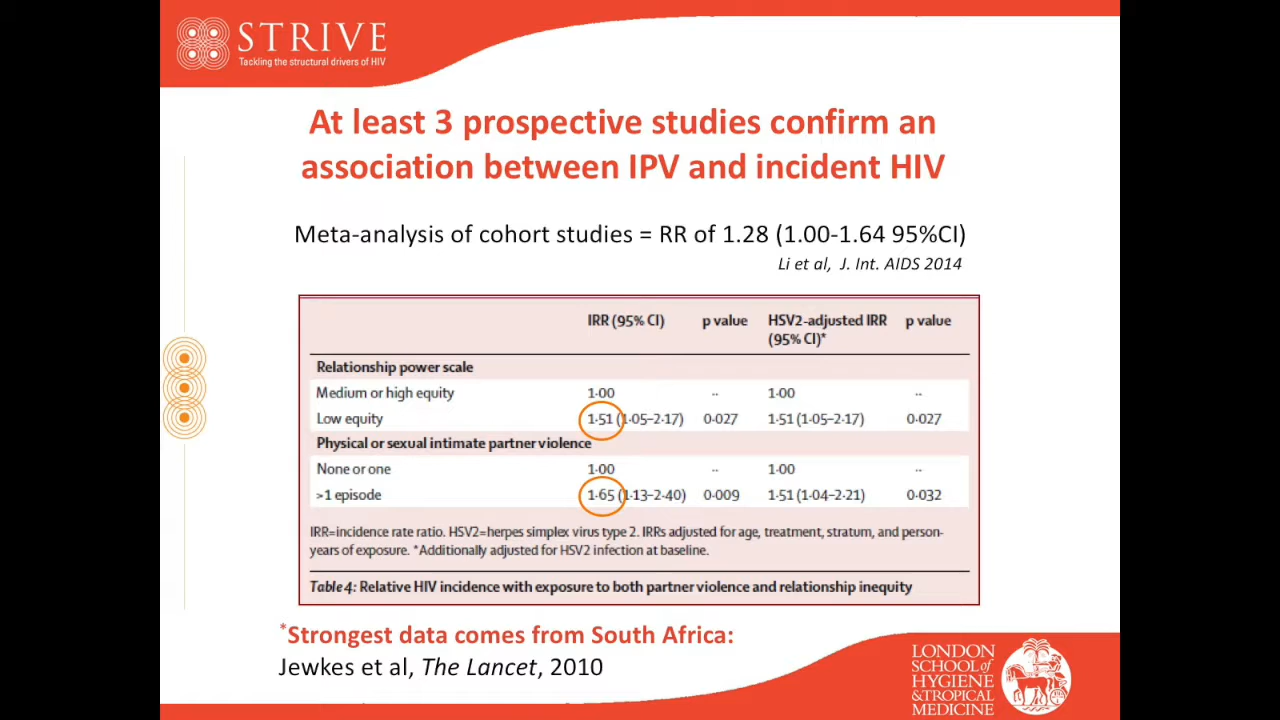 STRIVE
Tackling the structural drivers of HIV
At least 3 prospective studies confirm an
association between IPV and incident HIV
Meta-analysis of cohort studies = RR of 1.28 (1.00-1.64 95%CI)
Li et al, J. Int. AIDS 2014
IRR (95% CI) p value HSV2-adjusted IRR p value
(95% CI)*
Relationship power scale
Medium or high equity 1·00 ·· 1·00 ··
Low equity 1·51 (1·05–2·17) 0·027 1·51 (1·05–2·17) 0·027
Physical or sexual intimate partner violence
None or one 1·00 ·· 1·00 ··
>1 episode 1·65 (1·13–2·40) 0·009 1·51 (1·04–2·21) 0·032
IRR=incidence rate ratio. HSV2=herpes simplex virus type 2. IRRs adjusted for age, treatment, stratum, and person-
years of exposure. *Additionally adjusted for HSV2 infection at baseline.
Table 4: Relative HIV incidence with exposure to both partner violence and relationship inequity
*Strongest data comes from South Africa:
Jewkes et al, The Lancet, 2010
LONDON
SCHOOL of
HYGIENE
& TROPICAL
MEDICINE